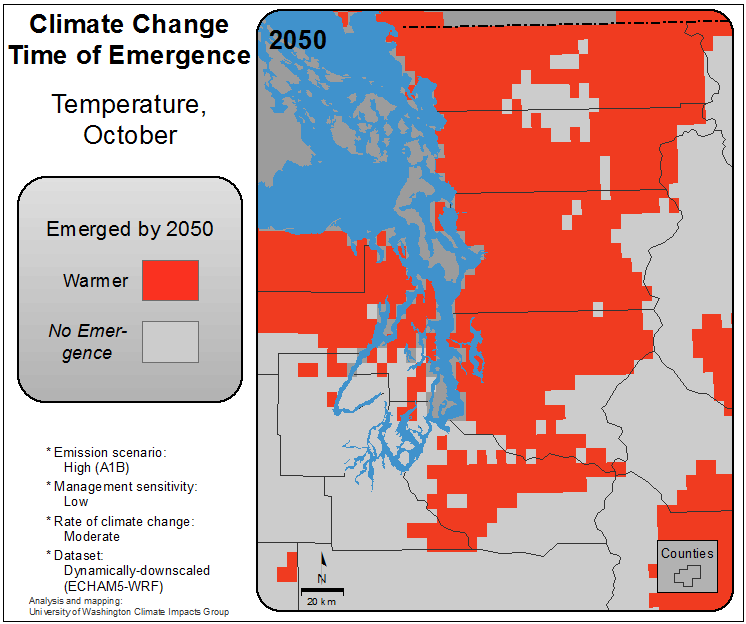 Climate Change
Time of Emergence
Temperature,
October
Emerged by 2050
Warmer
No Emer-
gence
* Emission scenario:
High (A1B)
* Management sensitivity:
Low
* Rate of climate change:
Moderate
* Dataset:
Dynamically-downscaled
(ECHAM5-WRF)
Analysis and mapping:
University of Washington Climate Impacts Group
2050
N
20 km
Counties